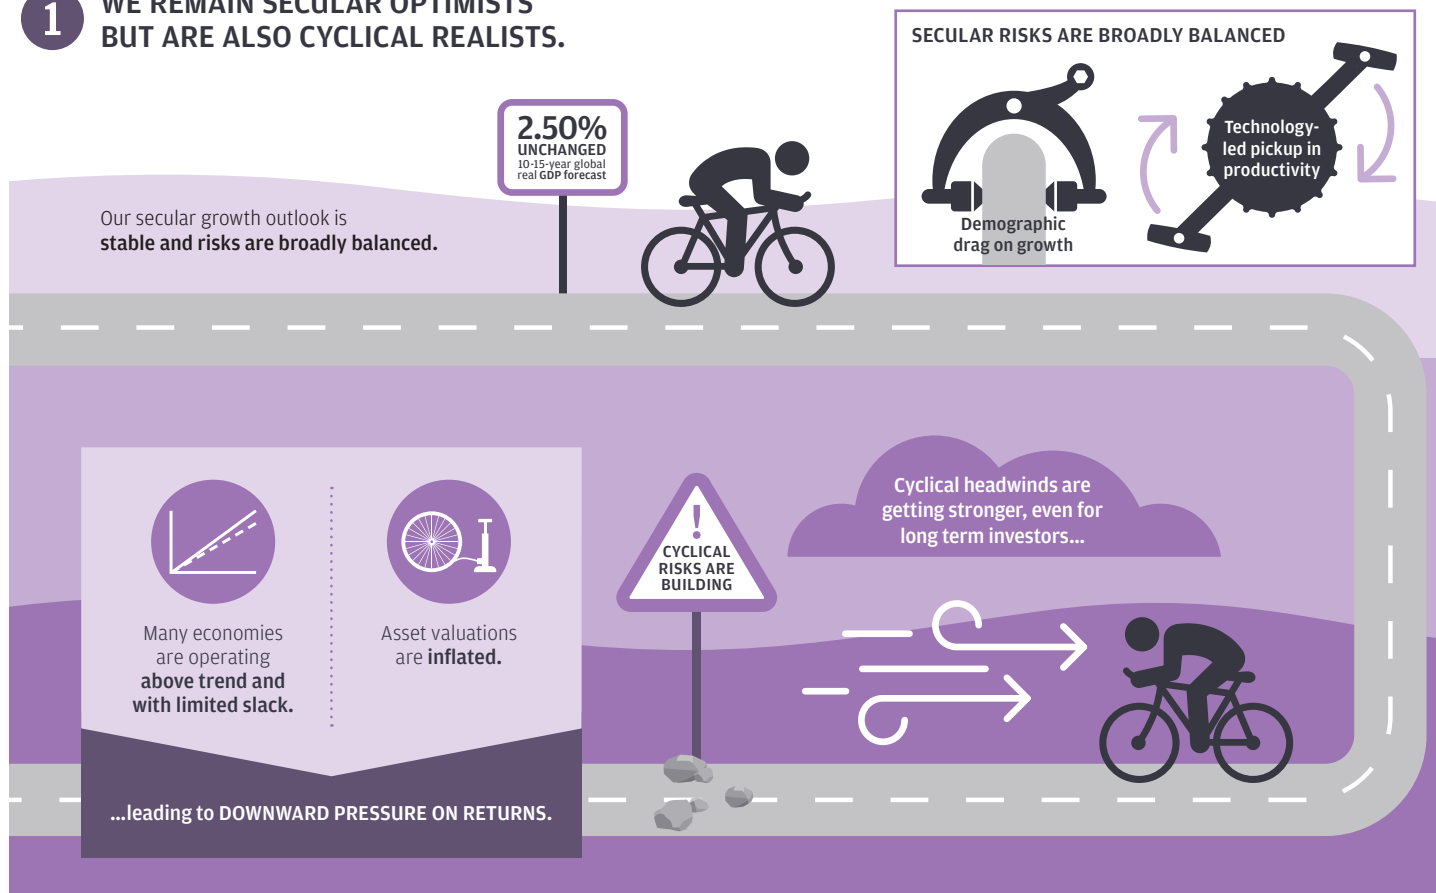 1
WE REMAIN SECULAR OPTIMISTS
BUT ARE ALSO CYCLICAL REALISTS.
SECULAR RISKS ARE BROADLY BALANCED
Demographic
drag on growth
Technology-
led pickup in
productivity
2.50%
UNCHANGED
10-15-year global
real GDP forecast
Our secular growth outlook is
stable and risks are broadly balanced.
Cyclical headwinds are
getting stronger, even for
long term investors...
!
CYCLICAL
RISKS ARE
BUILDING
Many economies
are operating
above trend and
with limited slack.
Asset valuations
are inflated.
...leading to DOWNWARD PRESSURE ON RETURNS.